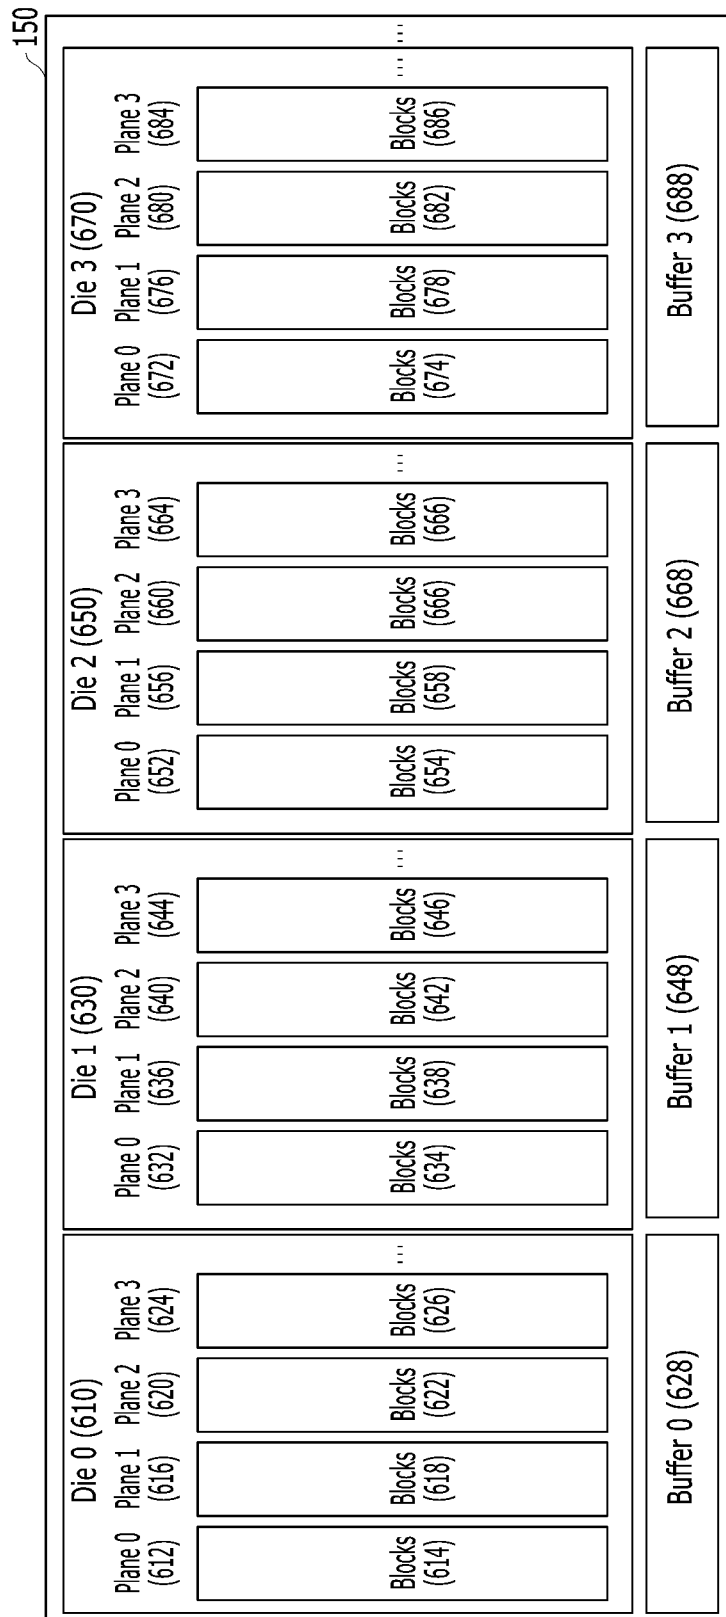 150
Die 0 (610)
Plane 0
(612)
Plane 1
(616)
Plane 2
(620)
Plane 3
(624)
Blocks
(614)
Blocks
(618)
Blocks
(622)
Blocks
(626)
Buffer 0 (628)
Die 1 (630)
Plane 0
(632)
Plane 1
(636)
Plane 2
(640)
Plane 3
(644)
Blocks
(634)
Blocks
(638)
Blocks
(642)
Blocks
(646)
Buffer 1 (648)
Die 2 (650)
Plane 0
(652)
Plane 1
(656)
Plane 2
(660)
Plane 3
(664)
Blocks
(654)
Blocks
(658)
Blocks
(666)
Blocks
(666)
Buffer 2 (668)
Die 3 (670)
Plane 0
(672)
Plane 1
(676)
Plane 2
(680)
Plane 3
(684)
Blocks
(674)
Blocks
(678)
Blocks
(682)
Blocks
(686)
Buffer 3 (688)